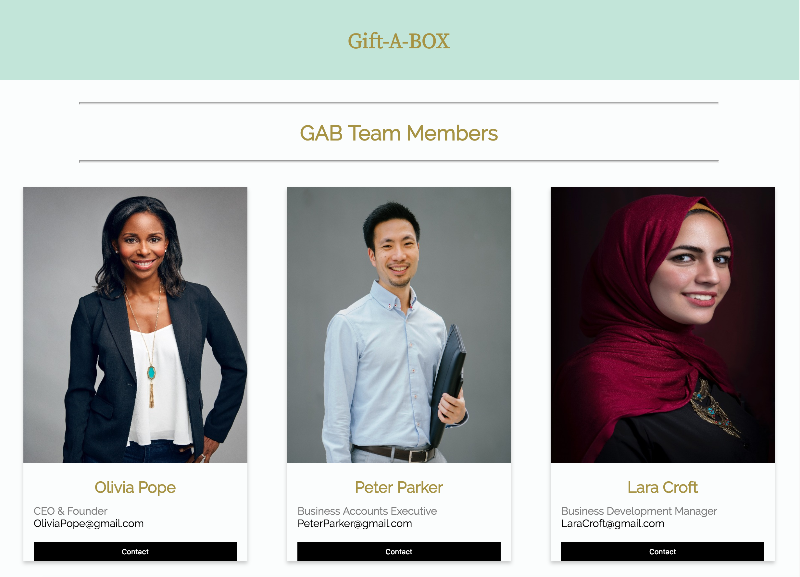 Gift-A-BOX
GAB Team Members
Olivia Pope
CEO & Founder
OliviaPope@gmail.com
Contact
Peter Parker
Business Accounts Executive
PeterParker@gmail.com
Contact
Lara Croft
Business Development Manager
LaraCroft@gmail.com
Contact